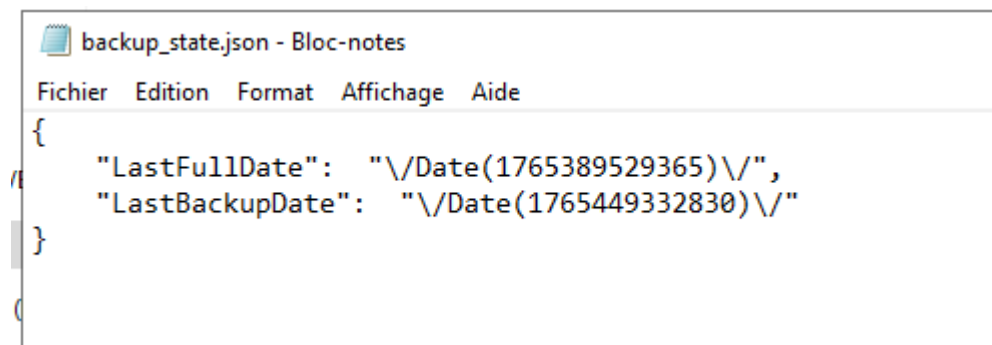 backup_state.json - Bloc-notes
Fichier Edition Format Affichage Aide
{
    "LastFullDate":  "\/Date(1765389529365)\/",
    "LastBackupDate":  "\/Date(1765449332830)\/"
}